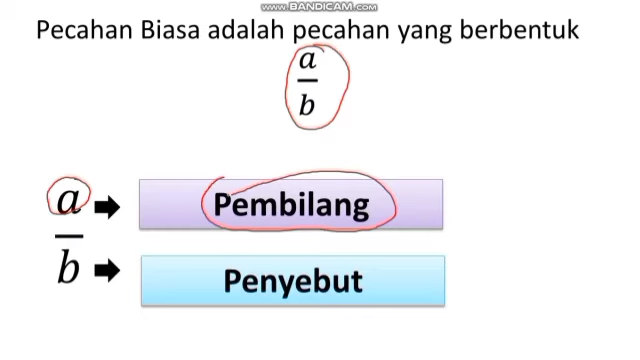 www.BANDICAM.com
Pecahan Biasa adalah pecahan yang berbentuk
a
b
a ➡ Pembilang
b ➡ Penyebut